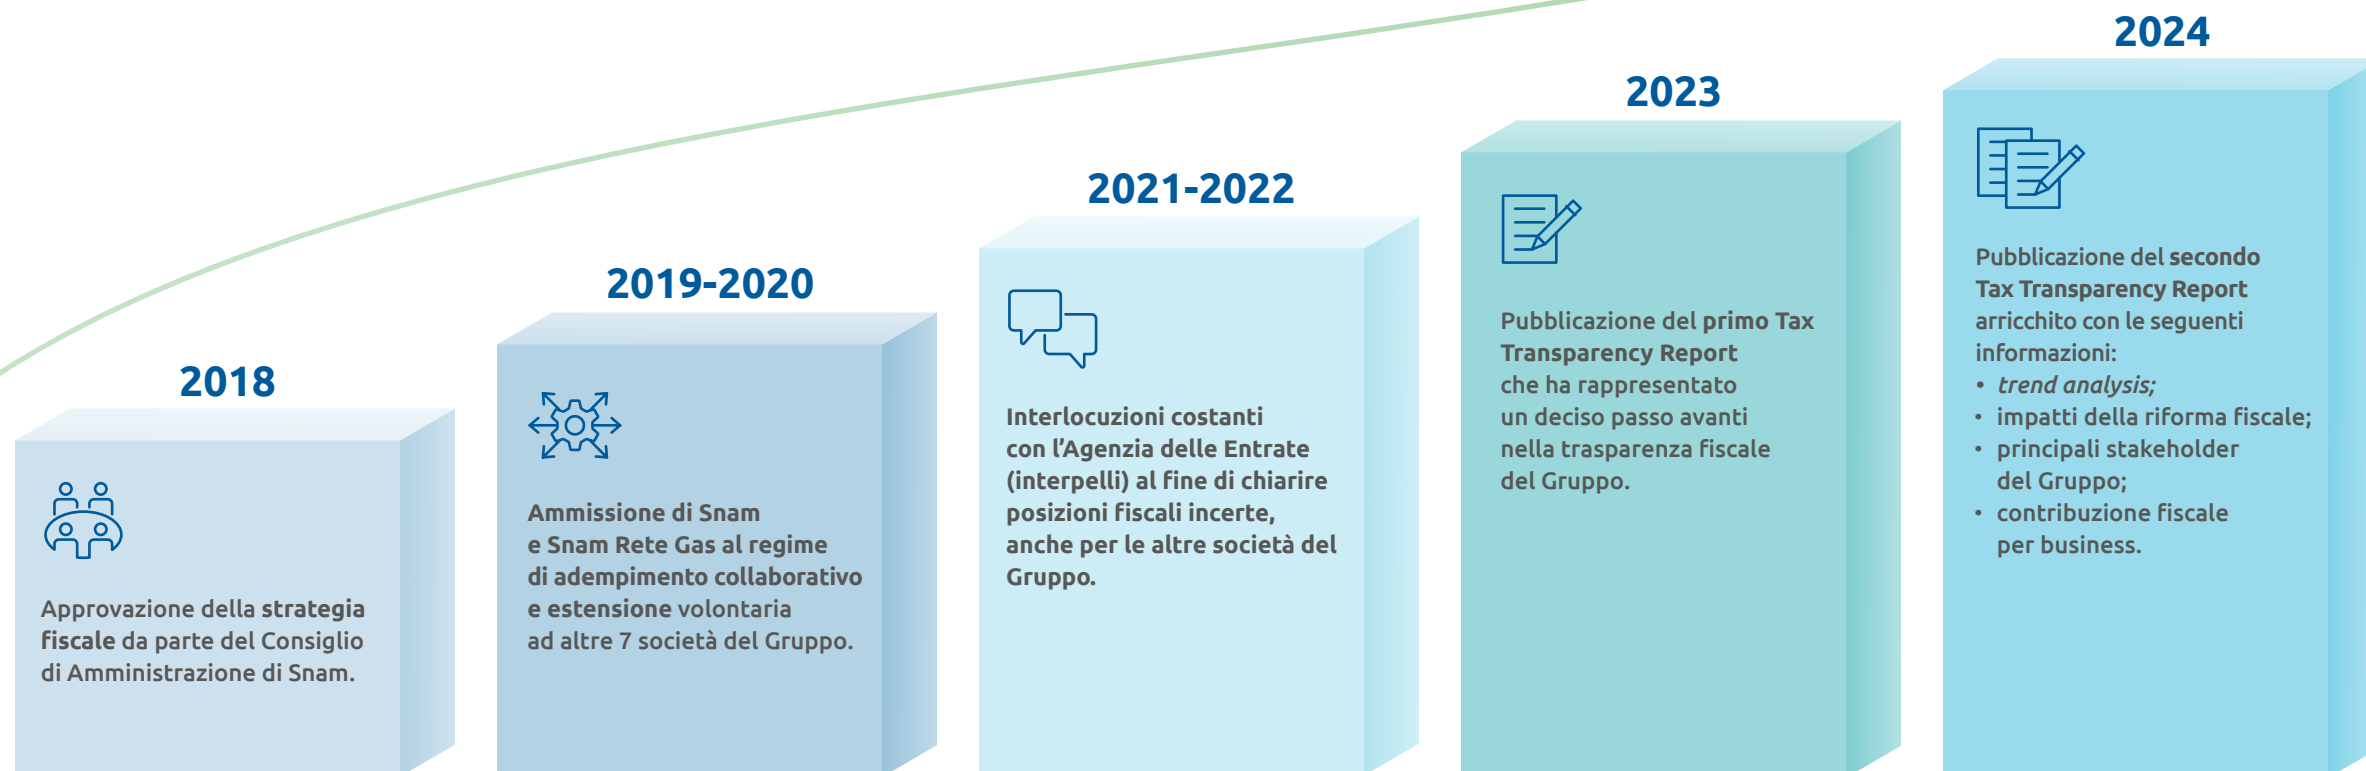 2018
Approvazione della strategia
fiscale da parte del Consiglio
di Amministrazione di Snam.
2019-2020
Ammissione di Snam
e Snam Rete Gas al regime
di adempimento collaborativo
e estensione volontaria
ad altre 7 società del Gruppo.
2021-2022
Interlocuzioni costanti
con l’Agenzia delle Entrate
(interpelli) al fine di chiarire
posizioni fiscali incerte,
anche per le altre società del
Gruppo.
2023
Pubblicazione del primo Tax
Transparency Report
che ha rappresentato
un deciso passo avanti
nella trasparenza fiscale
del Gruppo.
2024
Pubblicazione del secondo
Tax Transparency Report
arricchito con le seguenti
informazioni:
• trend analysis;
• impatti della riforma fiscale;
• principali stakeholder
del Gruppo;
• contribuzione fiscale
per business.